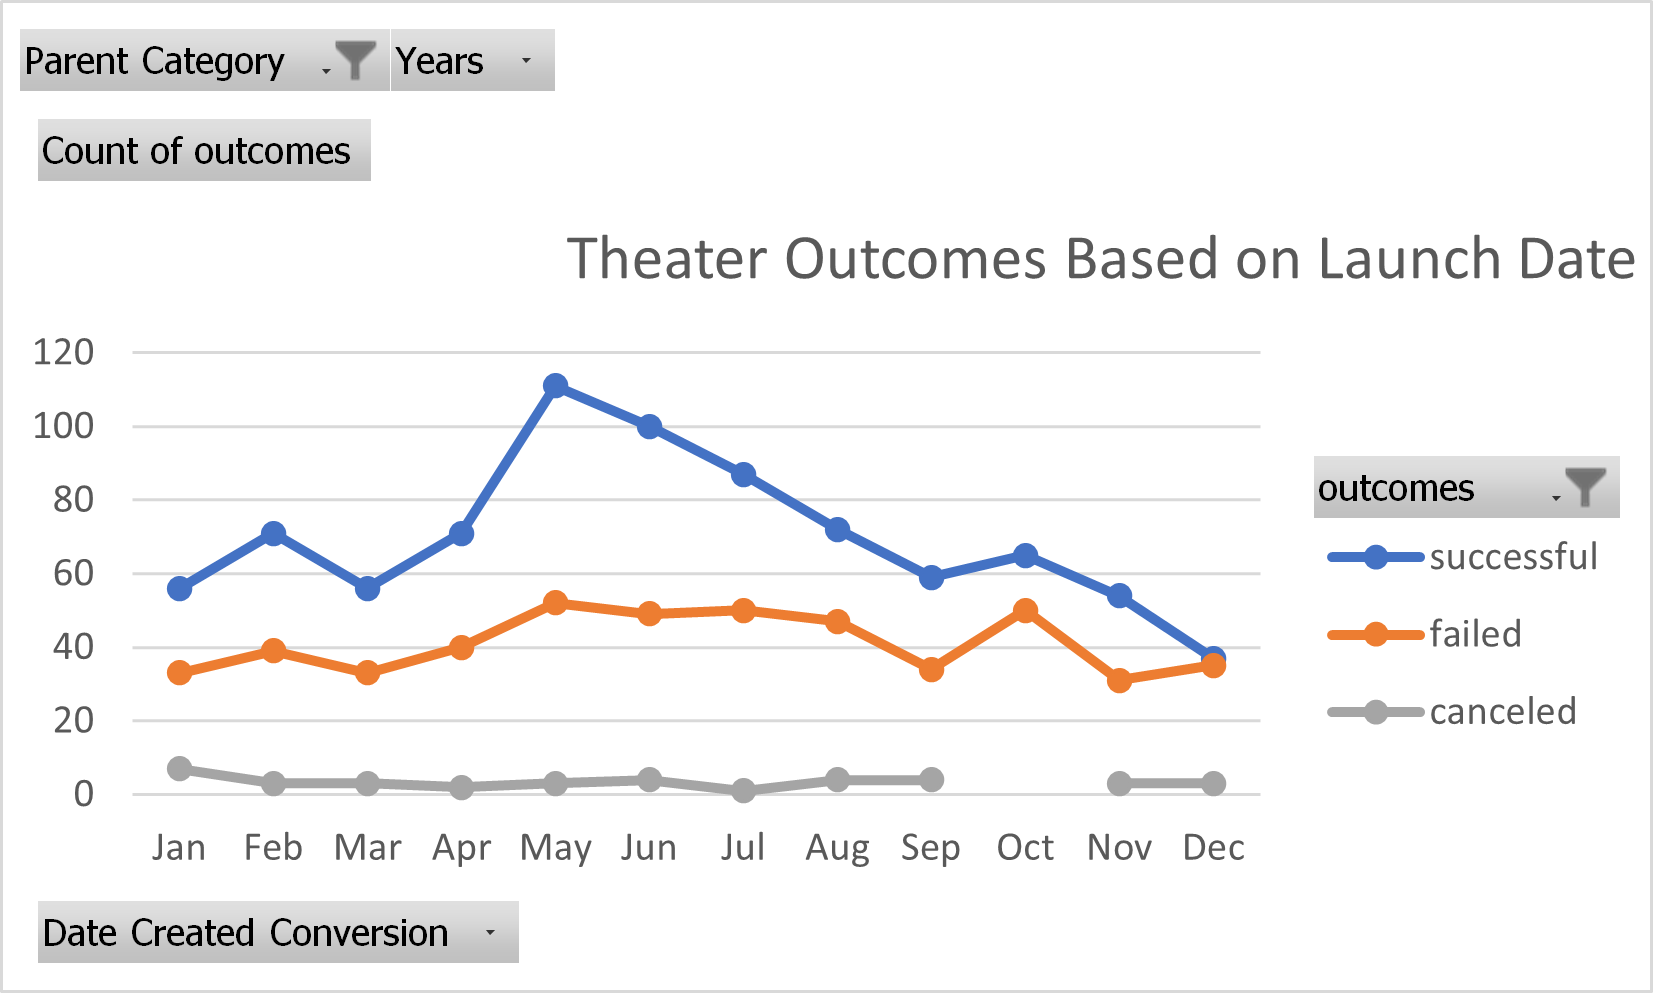 Parent Category Years
Count of outcomes
Theater Outcomes Based on Launch Date
120
100
80
60
40
20
0
Jan Feb Mar Apr May Jun Jul Aug Sep Oct Nov Dec
outcomes
successful
failed
canceled
Date Created Conversion